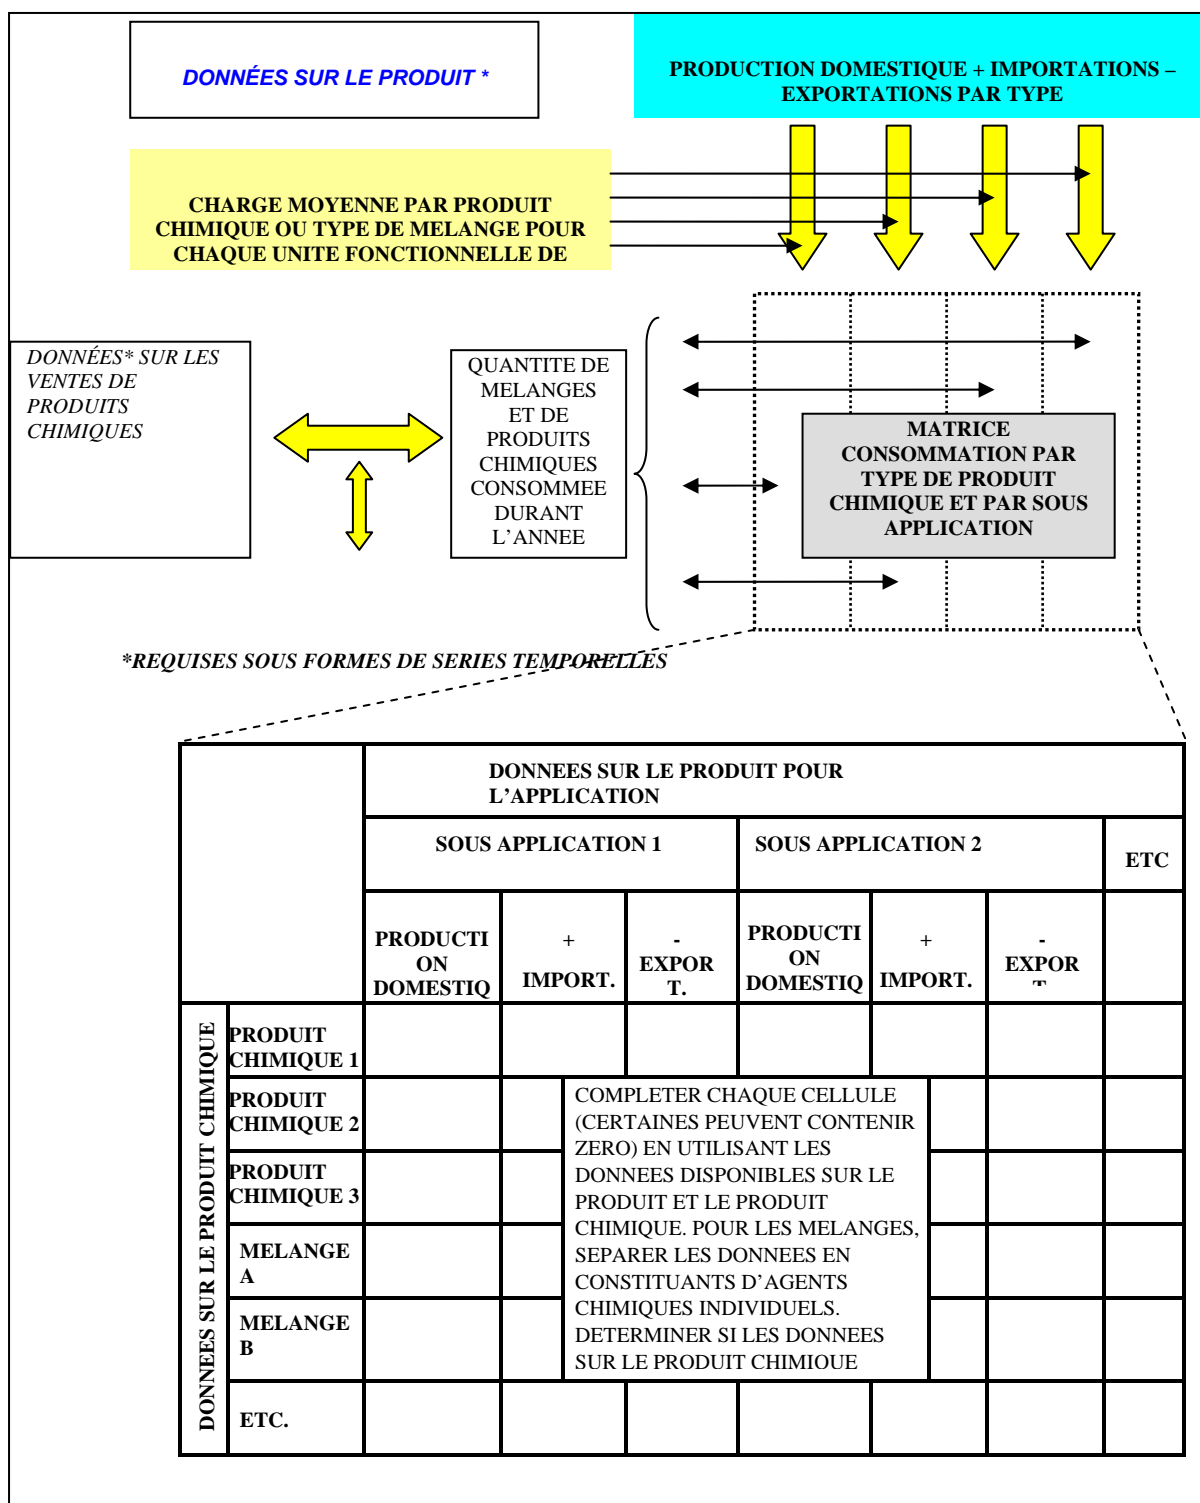 DONNÉES SUR LE PRODUIT *
PRODUCTION DOMESTIQUE + IMPORTATIONS –
EXPORTATIONS PAR TYPE
CHARGE MOYENNE PAR PRODUIT
CHIMIQUE OU TYPE DE MELANGE POUR
CHAQUE UNITE FONCTIONNELLE DE
DONNÉES* SUR LES
VENTES DE
PRODUITS
CHIMIQUES
QUANTITE DE
MELANGES
ET DE
PRODUITS
CHIMIQUES
CONSOMMEE
DURANT
L'ANNEE
MATRICE
CONSOMMATION PAR
TYPE DE PRODUIT
CHIMIQUE ET PAR SOUS
APPLICATION
*REQUISES SOUS FORMES DE SERIES TEMPORELLES
DONNEES SUR LE PRODUIT POUR
L'APPLICATION
SOUS APPLICATION 1
SOUS APPLICATION 2
ETC
PRODUCTI
ON
DOMESTIQ
+
IMPORT.
-
EXPOR
T.
PRODUCTI
ON
DOMESTIQ
+
IMPORT.
-
EXPOR
DONNEES SUR LE PRODUIT CHIMIQUE
PRODUIT
CHIMIQUE 1
PRODUIT
CHIMIQUE 2
PRODUIT
CHIMIQUE 3
MELANGE
A
MELANGE
B
ETC.
COMPLETER CHAQUE CELLULE
(CERTAINES PEUVENT CONTENIR
ZERO) EN UTILISANT LES
DONNEES DISPONIBLES SUR LE
PRODUIT ET LE PRODUIT
CHIMIQUE. POUR LES MELANGES,
SEPARER LES DONNEES EN
CONSTITUANTS D'AGENTS
CHIMIQUES INDIVIDUELS.
DETERMINER SI LES DONNEES
SUR LE PRODUIT CHIMIQUE